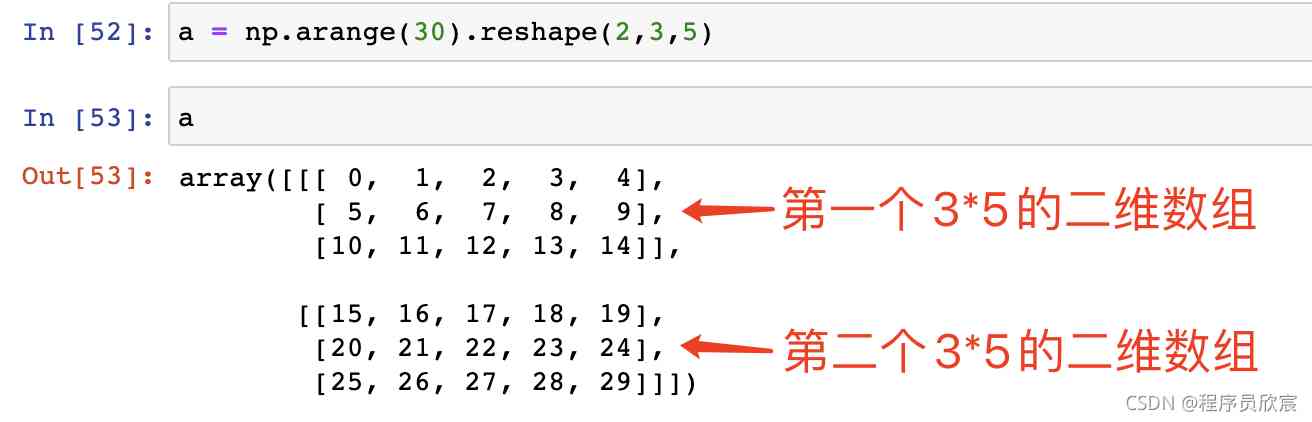 In [52]: a = np.arange(30).reshape(2,3,5)
In [53]: a
Out[53]: array([[[ 0,  1,  2,  3,  4],
[ 5,  6,  7,  8,  9],
第一个3*5的二维数组
[10, 11, 12, 13, 14]],
[[15, 16, 17, 18, 19],
[20, 21, 22, 23, 24],
第二个3*5的二维数组
[25, 26, 27, 28, 29]]])
CSDN @程序员欣宸